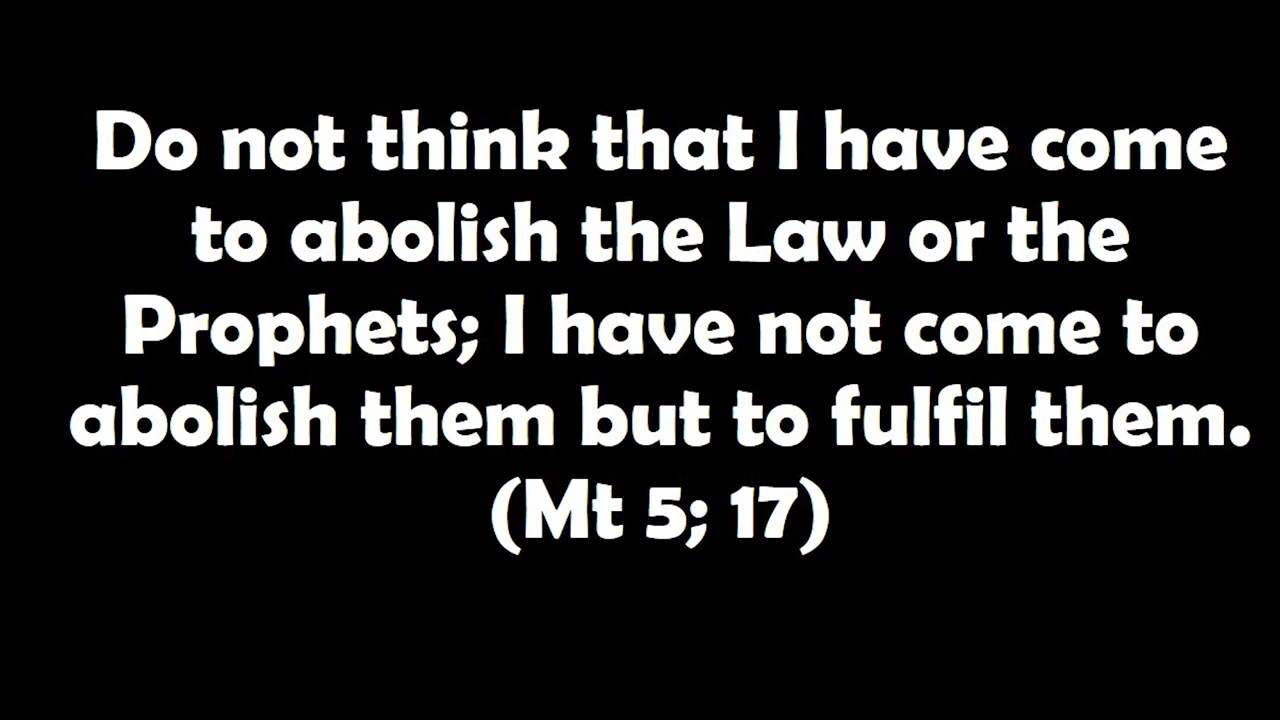 Do not think that I have come
to abolish the Law or the
Prophets; I have not come to
abolish them but to fulfil them.
(Mt 5; 17)